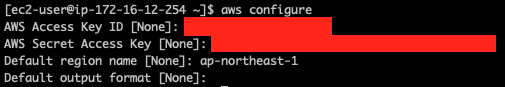 [ec2-user@ip-172-16-12-254 ~]$ aws configure
AWS Access Key ID [None]:
AWS Secret Access Key [None]:
Default region name [None]: ap-northeast-1
Default output format [None]: